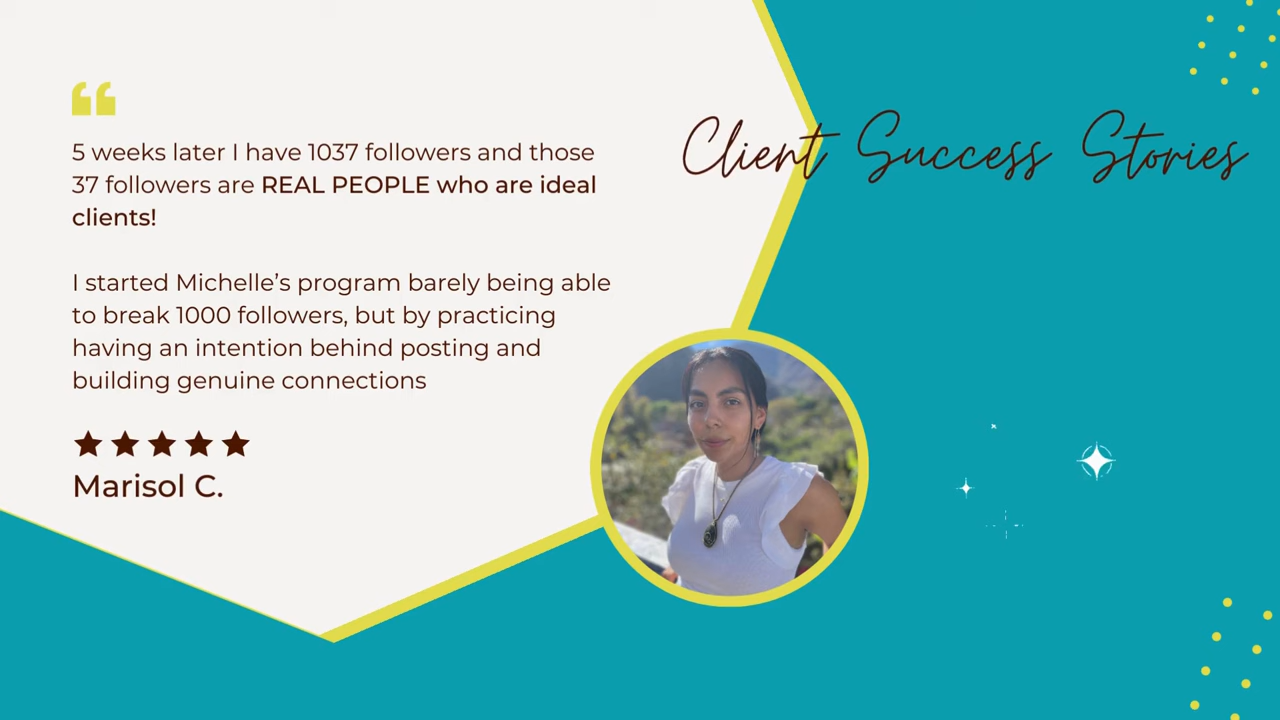 Client Success Stories
5 weeks later I have 1037 followers and those
37 followers are REAL PEOPLE who are ideal
clients!
I started Michelle’s program barely being able
to break 1000 followers, but by practicing
having an intention behind posting and
building genuine connections
Marisol C.